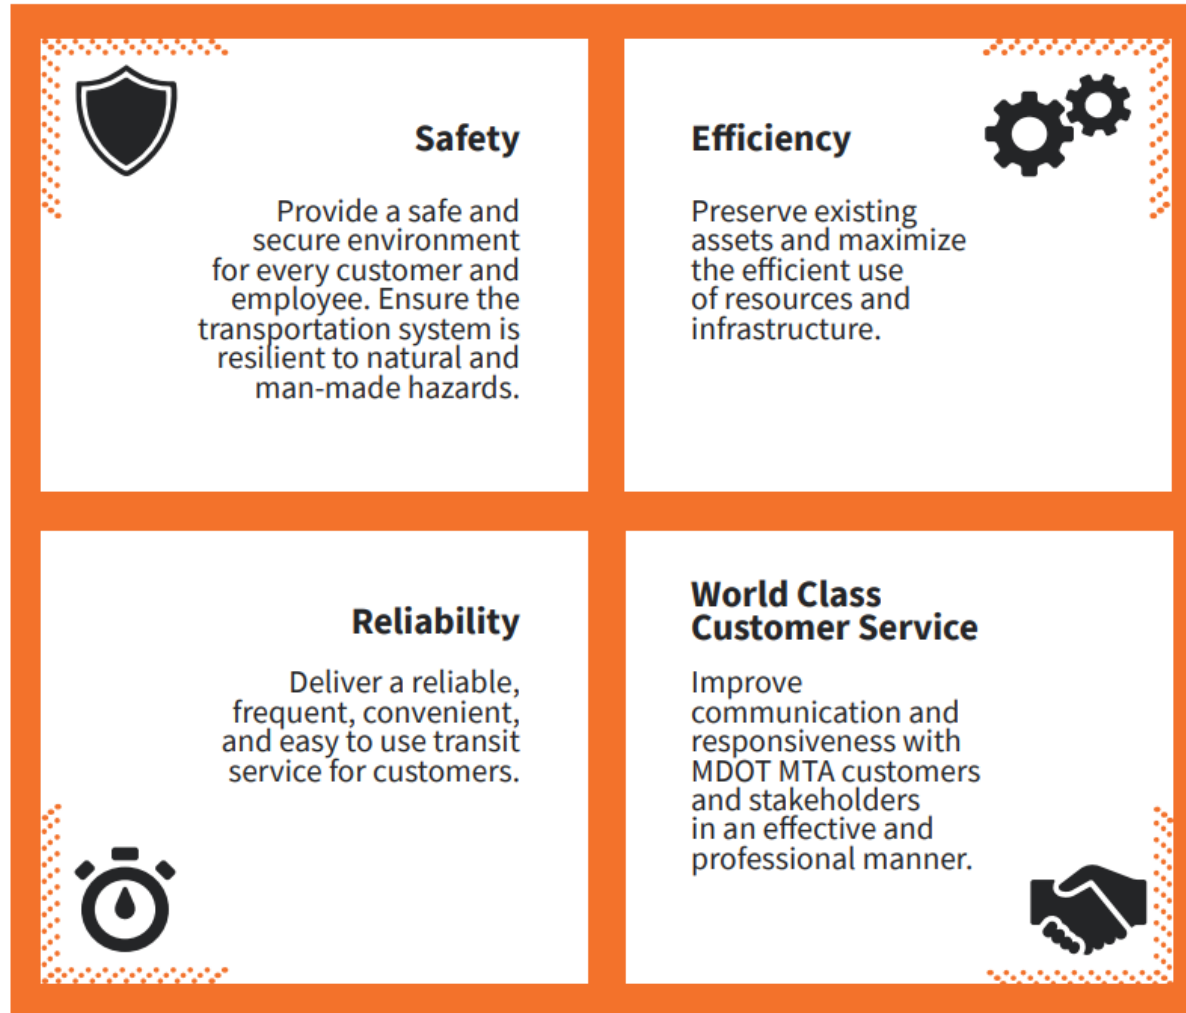 Safety
Provide a safe and
secure environment
for every customer and
employee. Ensure the
transportation system is
resilient to natural and
man-made hazards.
Efficiency
Preserve existing
assets and maximize
the efficient use
of resources and
infrastructure.
Reliability
Deliver a reliable,
frequent, convenient,
and easy to use transit
service for customers.
World Class
Customer Service
Improve
communication and
responsiveness with
MDOT MTA customers
and stakeholders
in an effective and
professional manner.